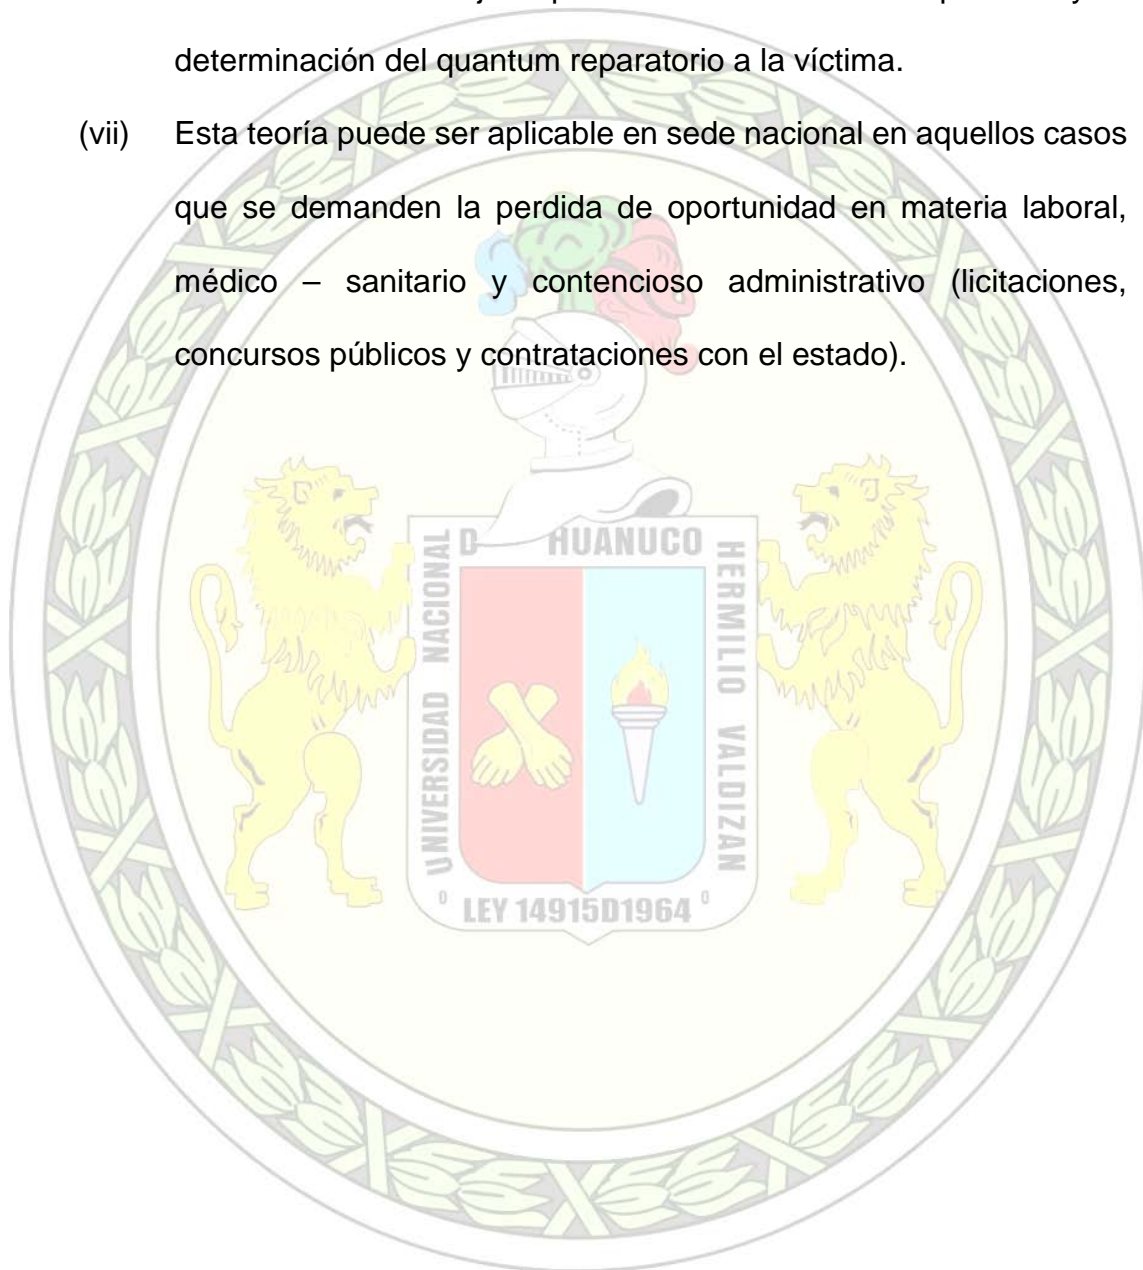 determinación del quantum reparatorio a la víctima.
(vii) Esta teoría puede ser aplicable en sede nacional en aquellos casos
que se demanden la perdida de oportunidad en materia laboral,
médico – sanitario y contencioso administrativo (licitaciones,
concursos públicos y contrataciones con el estado).
UNIVERSIDAD NACIONAL D HUANUCO HERMILIO VALDIZAN
LEY 14915D1964